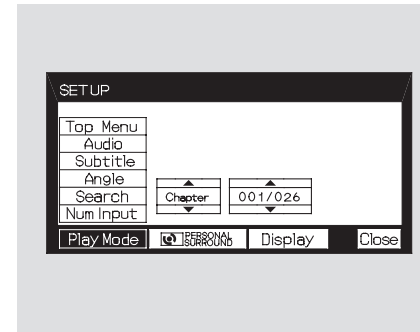 SETUP
Top Menu
Audio
Subtitle
Angle
Search
Num Input
Chapter
001/026
Play Mode
PERSONAL
SURROUND
Display
Close